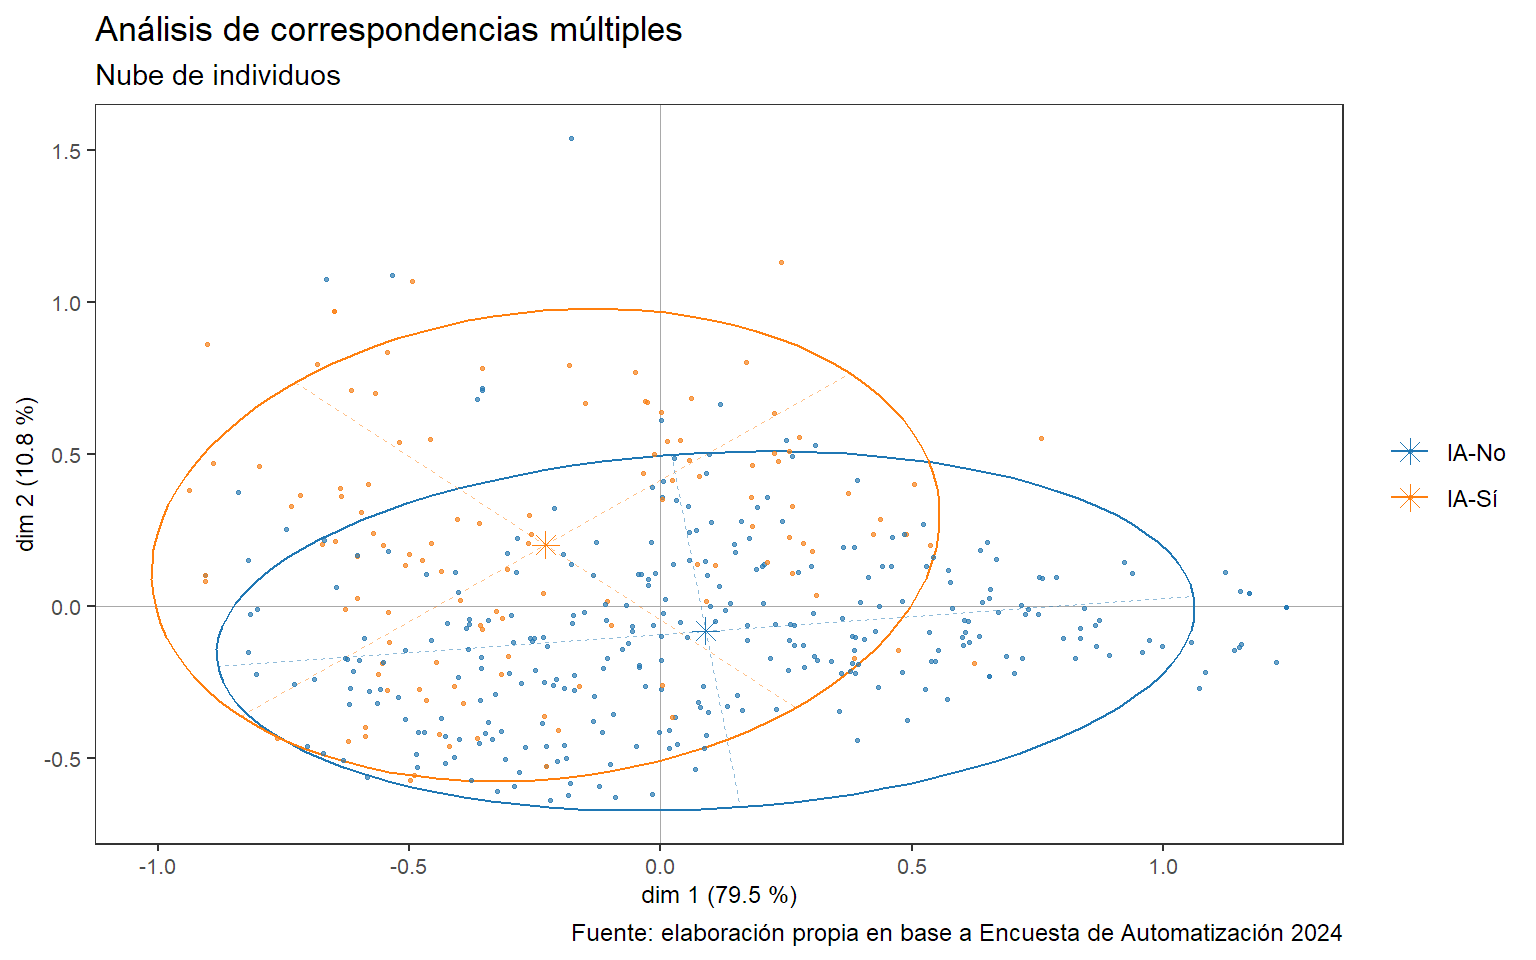 Análisis de correspondencias múltiples
Nube de individuos
dim 2 (10.8 %)
1.5
1.0
0.5
0.0
-0.5
-1.0
-0.5
0.0
0.5
1.0
dim 1 (79.5 %)
IA-No
IA-Sí
Fuente: elaboración propia en base a Encuesta de Automatización 2024